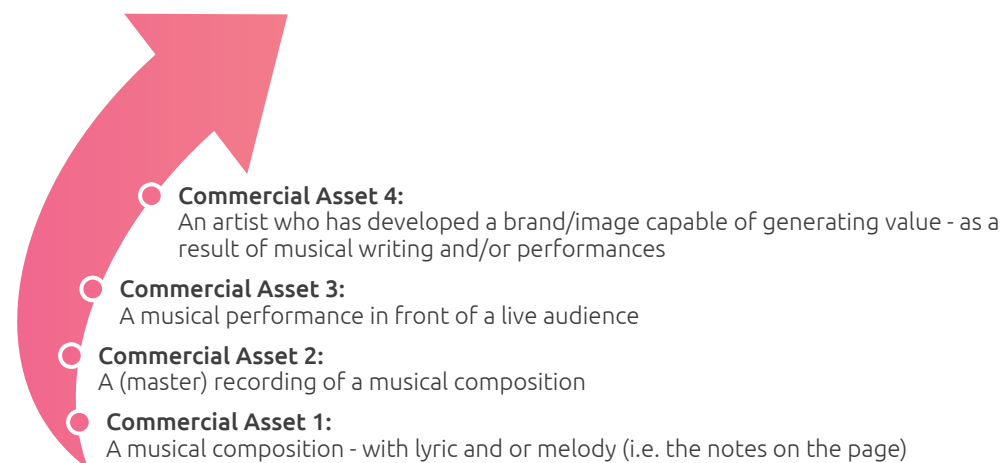 Commercial Asset 4:
An artist who has developed a brand/image capable of generating value - as a
result of musical writing and/or performances
Commercial Asset 3:
A musical performance in front of a live audience
Commercial Asset 2:
A (master) recording of a musical composition
Commercial Asset 1:
A musical composition - with lyric and or melody (i.e. the notes on the page)